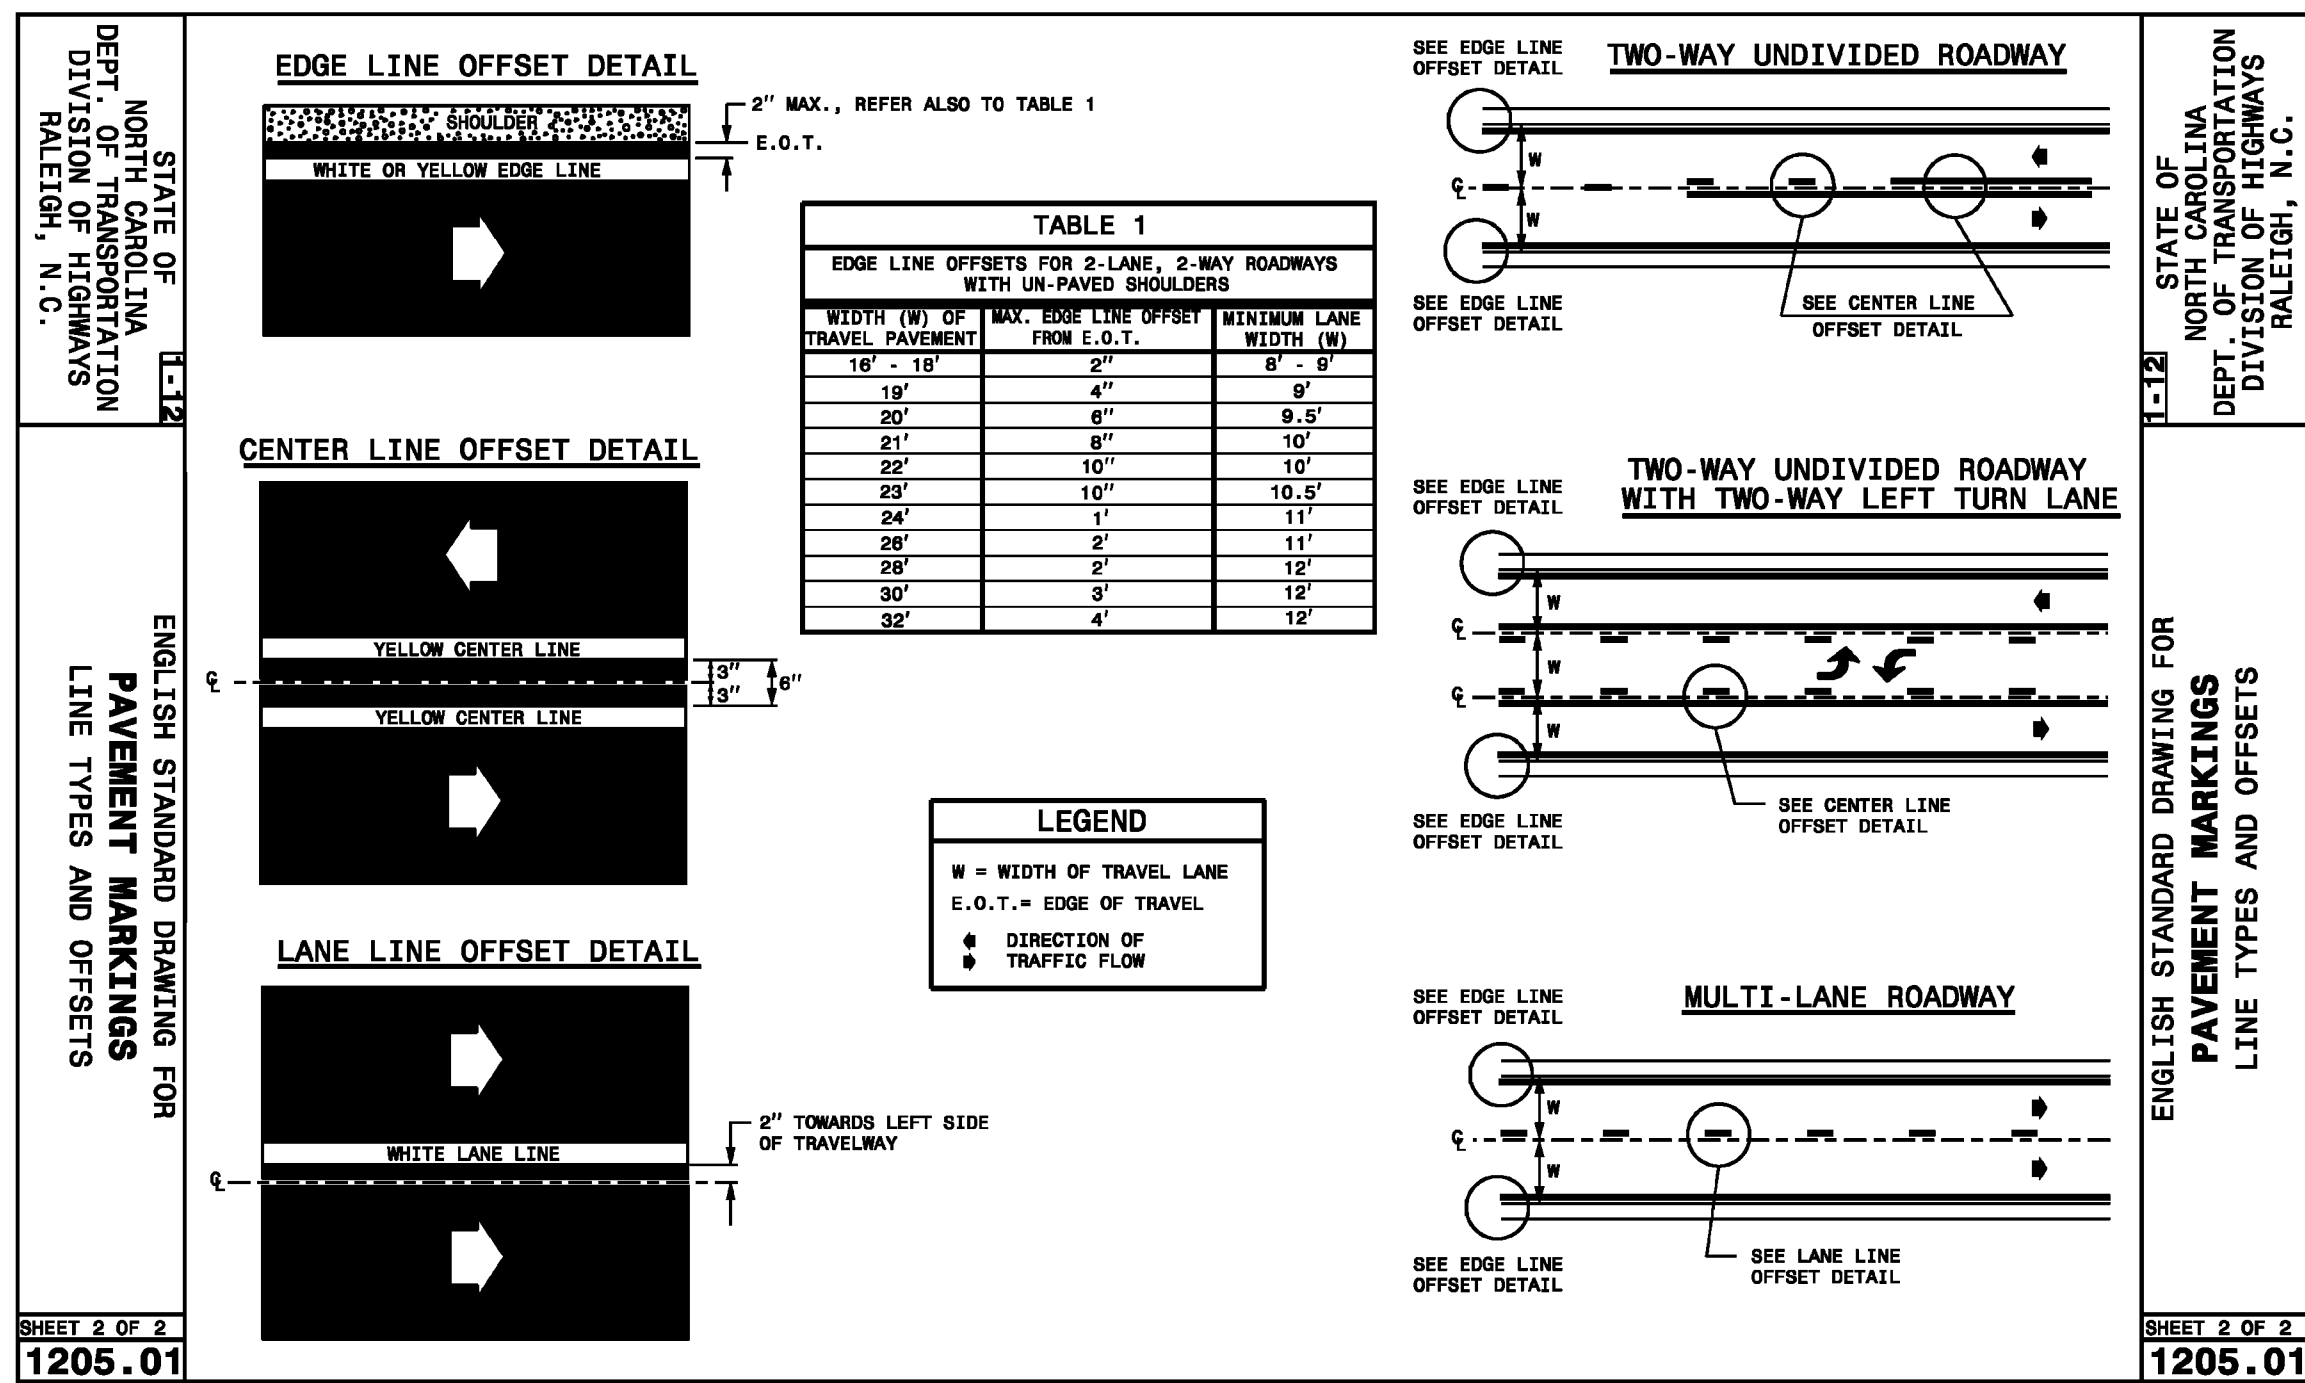 STATE OF
NORTH CAROLINA
DEPT. OF TRANSPORTATION
DIVISION OF HIGHWAYS
RALEIGH, N.C.
1-12
ENGLISH STANDARD DRAWING FOR
PAVEMENT MARKINGS
LINE TYPES AND OFFSETS
SHEET 2 OF 2
1205.01
EDGE LINE OFFSET DETAIL
SHOULDER
WHITE OR YELLOW EDGE LINE
2" MAX., REFER ALSO TO TABLE 1
E.O.T.
CENTER LINE OFFSET DETAIL
YELLOW CENTER LINE
℄
3"
3"
6"
YELLOW CENTER LINE
LANE LINE OFFSET DETAIL
WHITE LANE LINE
℄
2" TOWARDS LEFT SIDE
OF TRAVELWAY
TABLE 1
EDGE LINE OFFSETS FOR 2-LANE, 2-WAY ROADWAYS
WITH UN-PAVED SHOULDERS
WIDTH (W) OF TRAVEL PAVEMENT MAX. EDGE LINE OFFSET FROM E.O.T. MINIMUM LANE WIDTH (W)
16' - 18' 2" 8' - 9'
19' 4" 9'
20' 6" 9.5'
21' 8" 10'
22' 10" 10'
23' 10" 10.5'
24' 1' 11'
26' 2' 11'
28' 2' 12'
30' 3' 12'
32' 4' 12'
LEGEND
W = WIDTH OF TRAVEL LANE
E.O.T.= EDGE OF TRAVEL
DIRECTION OF
TRAFFIC FLOW
SEE EDGE LINE
OFFSET DETAIL
TWO-WAY UNDIVIDED ROADWAY
W
℄
W
SEE EDGE LINE
OFFSET DETAIL
SEE CENTER LINE
OFFSET DETAIL
TWO-WAY UNDIVIDED ROADWAY
WITH TWO-WAY LEFT TURN LANE
SEE EDGE LINE
OFFSET DETAIL
W
℄
W
℄
W
SEE CENTER LINE
OFFSET DETAIL
SEE EDGE LINE
OFFSET DETAIL
SEE EDGE LINE
OFFSET DETAIL
MULTI-LANE ROADWAY
W
℄
W
SEE LANE LINE
OFFSET DETAIL
SEE EDGE LINE
OFFSET DETAIL
STATE OF
NORTH CAROLINA
DEPT. OF TRANSPORTATION
DIVISION OF HIGHWAYS
RALEIGH, N.C.
1-12
ENGLISH STANDARD DRAWING FOR
PAVEMENT MARKINGS
LINE TYPES AND OFFSETS
SHEET 2 OF 2
1205.01